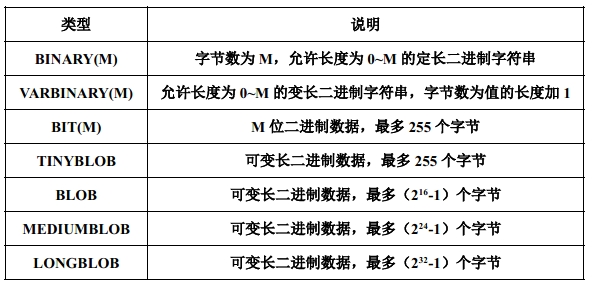 类型 说明
BINARY(M) 字节数为 M，允许长度为 0~M 的定长二进制字符串
VARBINARY(M) 允许长度为 0~M 的变长二进制字符串，字节数为值的长度加 1
BIT(M) M 位二进制数据，最多 255 个字节
TINYBLOB 可变长二进制数据，最多 255 个字节
BLOB 可变长二进制数据，最多（2¹⁶-1）个字节
MEDIUMBLOB 可变长二进制数据，最多（2²⁴-1）个字节
LONGBLOB 可变长二进制数据，最多（2³²-1）个字节